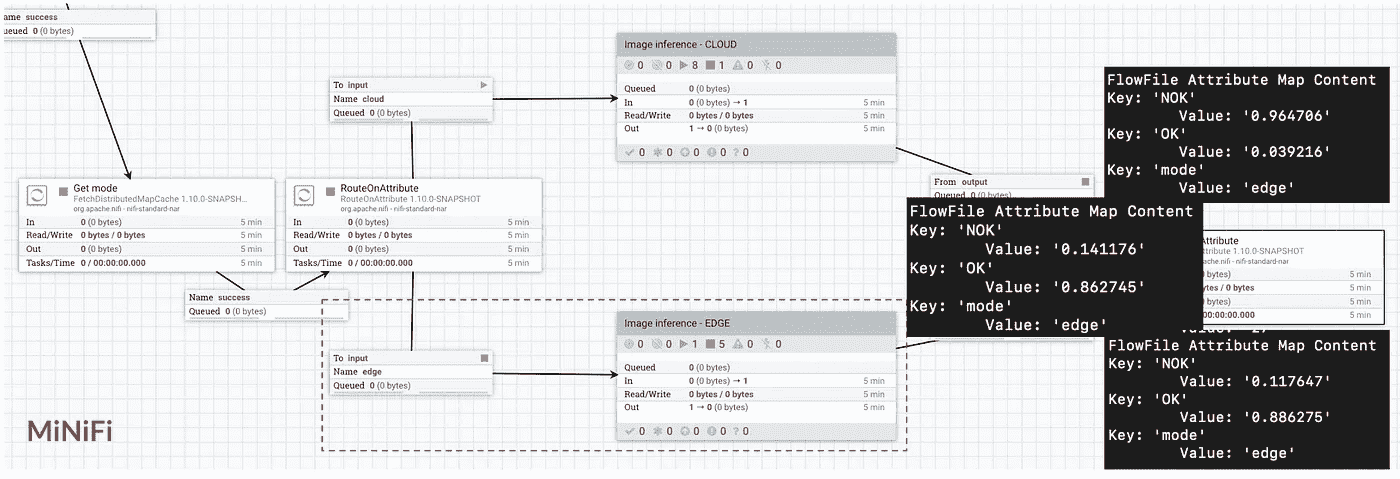 ame success
ueued 0 (0 bytes)
To input
Name cloud
Queued 0 (0 bytes)
Image inference - CLOUD
0 0 8 1 0 0
Queued 0 (0 bytes)
In 0 (0 bytes) → 1 5 min
Read/Write 0 bytes / 0 bytes 5 min
Out 1 → 0 (0 bytes) 5 min
0 0 0 0 ? 0
Get mode
FetchDistributedMapCache 1.10.0-SNAPSH...
org.apache.nifi - nifi-standard-nar
In 0 (0 bytes) 5 min
Read/Write 0 bytes / 0 bytes 5 min
Out 0 (0 bytes) 5 min
Tasks/Time 0 / 00:00:00.000 5 min
RouteOnAttribute
RouteOnAttribute 1.10.0-SNAPSHOT
org.apache.nifi - nifi-standard-nar
In 0 (0 bytes) 5 min
Read/Write 0 bytes / 0 bytes 5 min
Out 0 (0 bytes) 5 min
Tasks/Time 0 / 00:00:00.000 5 min
Name success
Queued 0 (0 bytes)
To input
Name edge
Queued 0 (0 bytes)
Image inference - EDGE
0 0 1 5 0 0
Queued 0 (0 bytes)
In 0 (0 bytes) → 1 5 min
Read/Write 0 bytes / 0 bytes 5 min
Out 1 → 0 (0 bytes) 5 min
0 0 0 0 ? 0
MiNiFi
From output
Queued 0 (0 bytes)
FlowFile Attribute Map Content
Key: 'NOK'
Value: '0.964706'
Key: 'OK'
Value: '0.039216'
Key: 'mode'
Value: 'edge'
FlowFile Attribute Map Content
Key: 'NOK'
Value: '0.141176'
Key: 'OK'
Value: '0.862745'
Key: 'mode'
Value: 'edge'
Attribute
ttribute 1.10.0-SNAPSHOT
ache.nifi - nifi-standard-nar
(0 bytes) 5 min
bytes / 0 bytes 5 min
(0 bytes) 5 min
00:00:00.000 5 min
FlowFile Attribute Map Content
Key: 'NOK'
Value: '0.117647'
Key: 'OK'
Value: '0.886275'
Key: 'mode'
Value: 'edge'